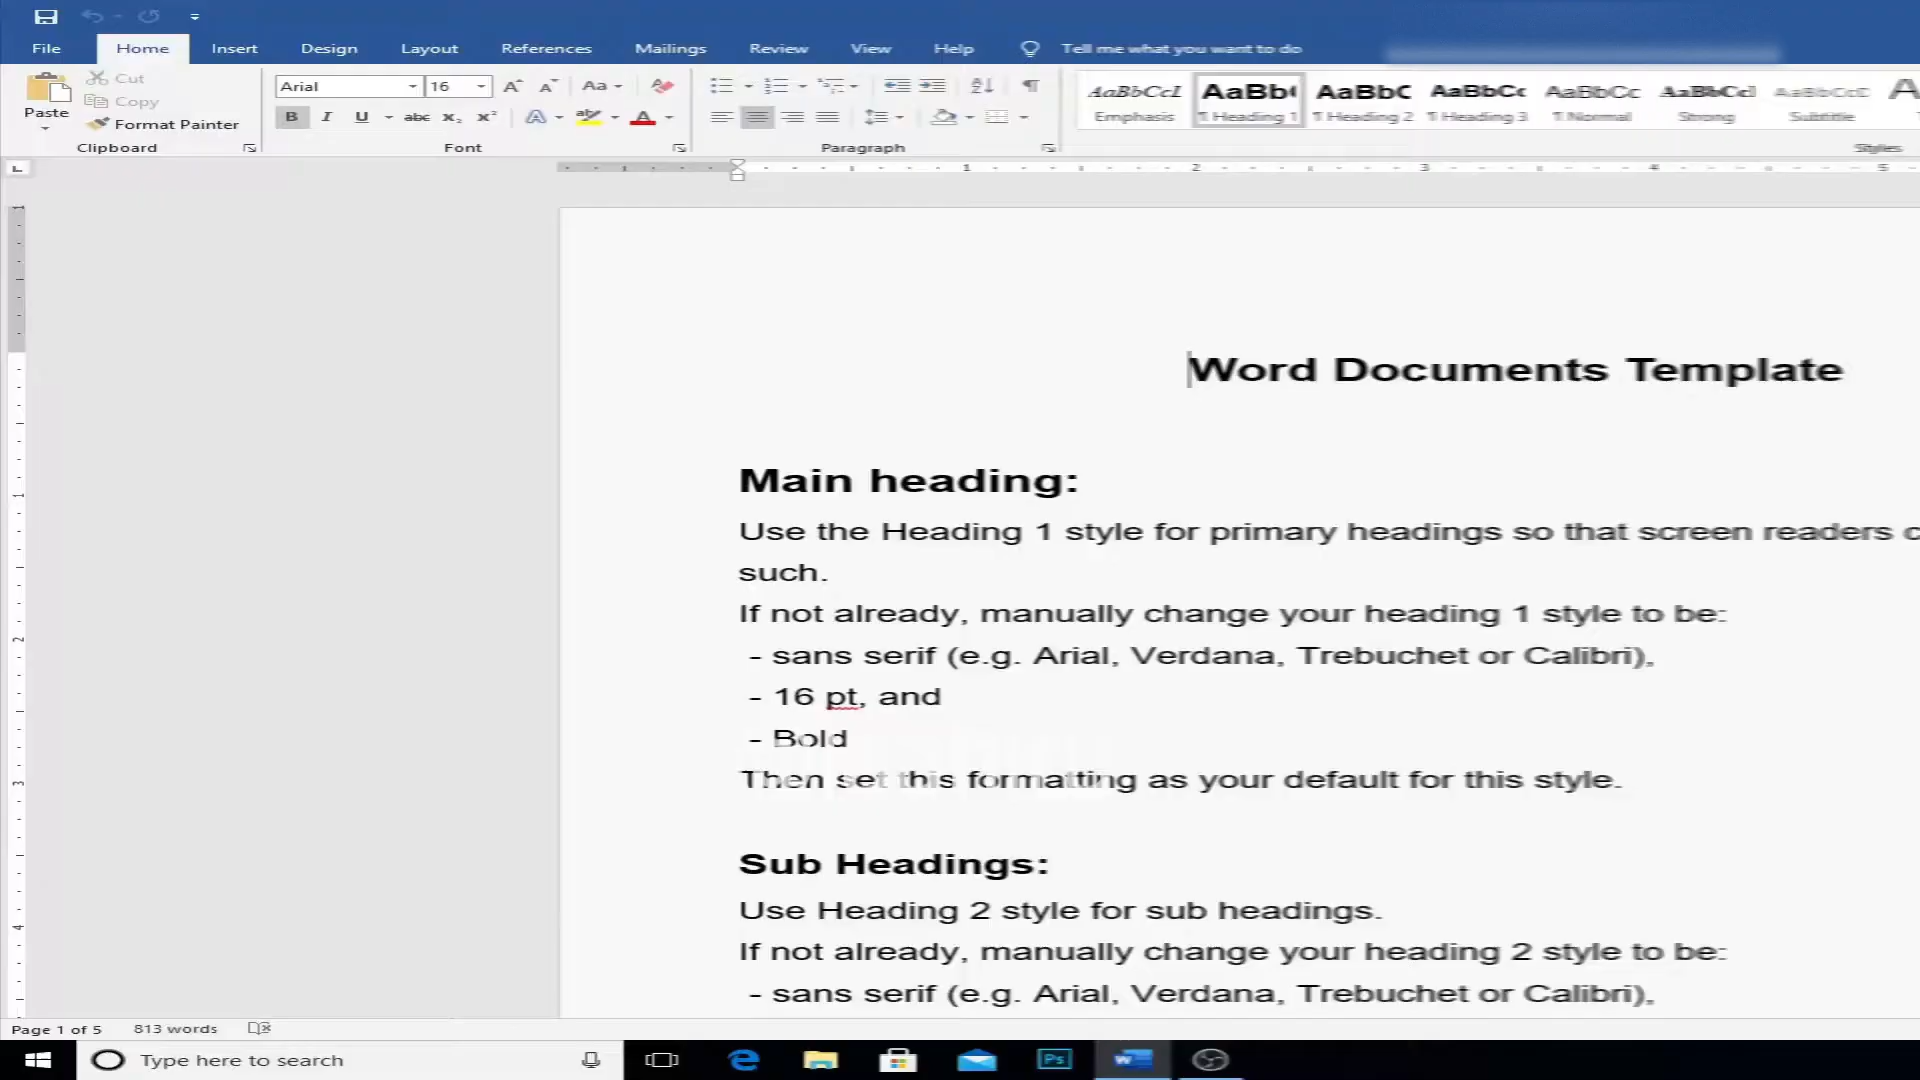 File Home Insert Design Layout References Mailings Review View Help Tell me what you want to do
Paste
Cut
Copy
Format Painter
Clipboard
Arial 16
Font
Paragraph
AaBbCcI AaBb AaBbC AaBbCc AaBbCc AaBbCcI AaBbCcC A
Emphasis ¶ Heading 1 ¶ Heading 2 ¶ Heading 3 ¶ Normal Strong Subtitle
Styles
1 2 3 4 5
Word Documents Template
Main heading:
Use the Heading 1 style for primary headings so that screen readers
such.
If not already, manually change your heading 1 style to be:
- sans serif (e.g. Arial, Verdana, Trebuchet or Calibri),
- 16 pt, and
- Bold
Then set this formatting as your default for this style.
Sub Headings:
Use Heading 2 style for sub headings.
If not already, manually change your heading 2 style to be:
- sans serif (e.g. Arial, Verdana, Trebuchet or Calibri),
Page 1 of 5 813 words
Type here to search